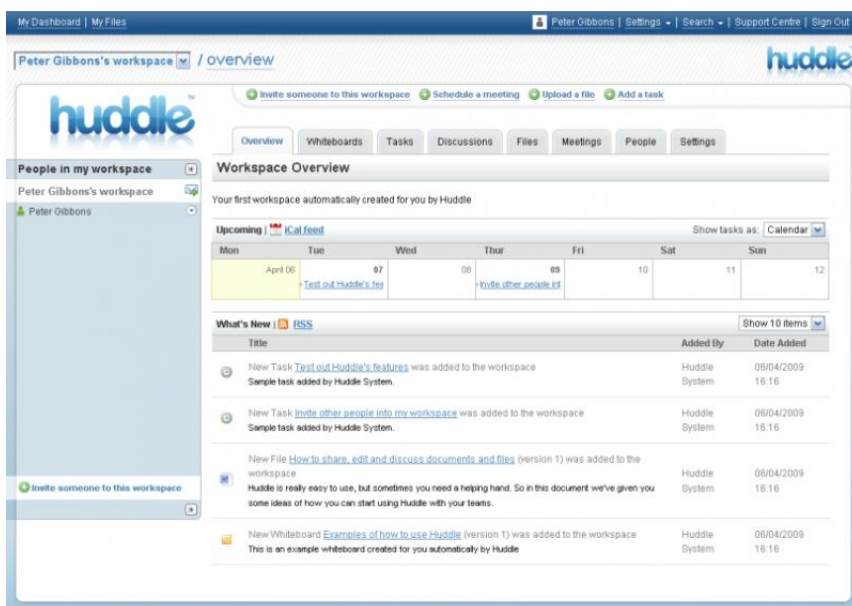 My Dashboard | My Files
Peter Gibbons | Settings | Search | Support Centre | Sign Out
Peter Gibbons's workspace / overview
huddle
huddle™
Invite someone to this workspace Schedule a meeting Upload a file Add a task
Overview Whiteboards Tasks Discussions Files Meetings People Settings
People in my workspace
Peter Gibbons's workspace
Peter Gibbons
Invite someone to this workspace
Workspace Overview
Your first workspace automatically created for you by Huddle
Upcoming | iCal feed Show tasks as: Calendar
Mon Tue Wed Thur Fri Sat Sun
April 06 07 08 09 10 11 12
Test out Huddle's fea Invite other people int
What's New | RSS Show 10 items
Title Added By Date Added
New Task Test out Huddle's features was added to the workspace
Sample task added by Huddle System.
Huddle System 06/04/2009 16:16
New Task Invite other people into my workspace was added to the workspace
Sample task added by Huddle System.
Huddle System 06/04/2009 16:16
New File How to share, edit and discuss documents and files (version 1) was added to the
workspace
Huddle is really easy to use, but sometimes you need a helping hand. So in this document we've given you
some ideas of how you can start using Huddle with your teams.
Huddle System 06/04/2009 16:16
New Whiteboard Examples of how to use Huddle (version 1) was added to the workspace
This is an example whiteboard created for you automatically by Huddle
Huddle System 06/04/2009 16:16